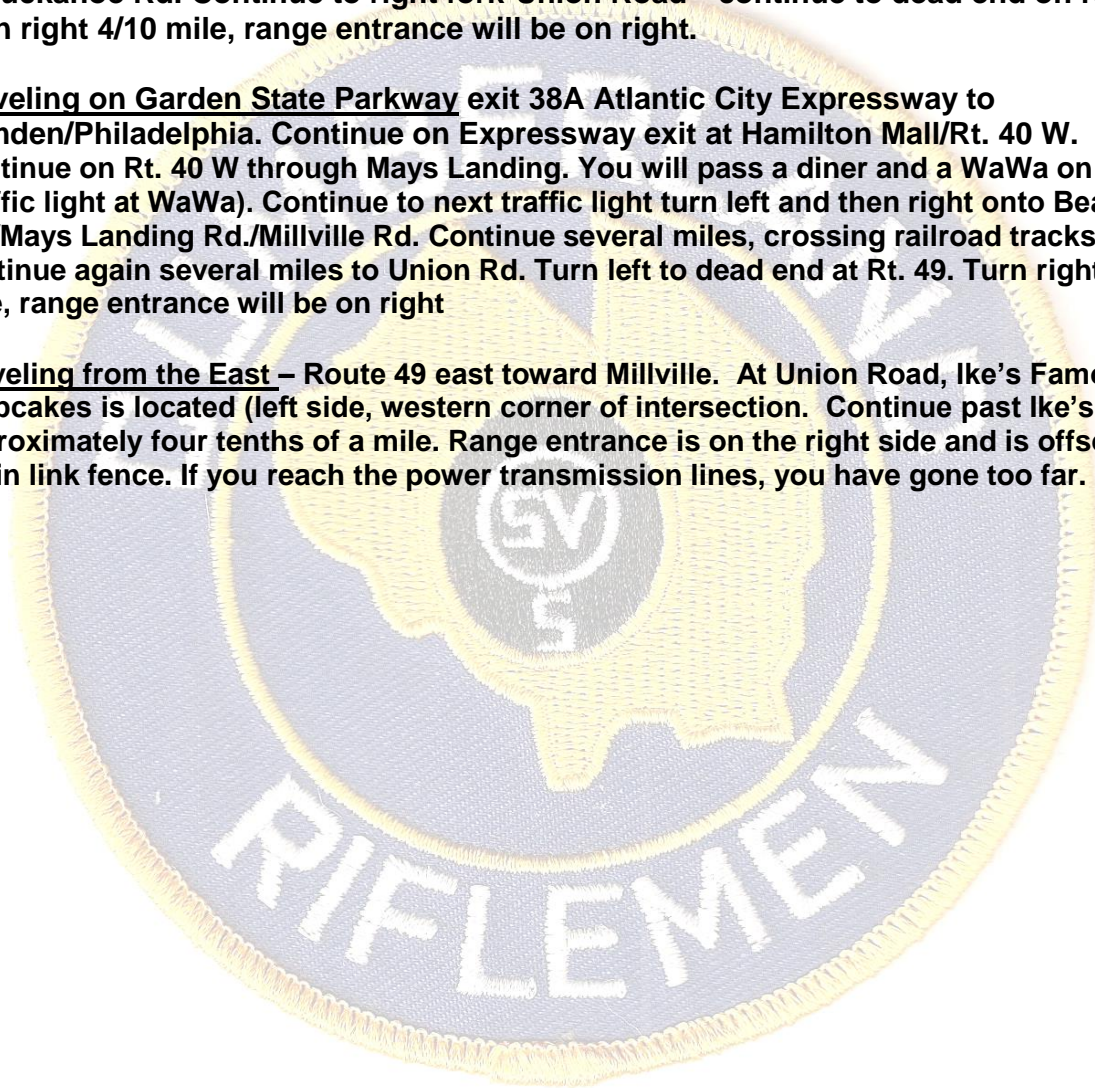 Rd. Continue to right fork Union Road – continue to dead end on
right 4/10 mile, range entrance will be on right.
veling on Garden State Parkway exit 38A Atlantic City Expressway to
nden/Philadelphia. Continue on Expressway exit at Hamilton Mall/Rt. 40 W.
tinue on Rt. 40 W through Mays Landing. You will pass a diner and a WaWa on
ffic light at WaWa). Continue to next traffic light turn left and then right onto Bea
/Mays Landing Rd./Millville Rd. Continue several miles, crossing railroad tracks
tinue again several miles to Union Rd. Turn left to dead end at Rt. 49. Turn right
, range entrance will be on right
veling from the East – Route 49 east toward Millville. At Union Road, Ike's Fam
pcakes is located (left side, western corner of intersection. Continue past Ike's
roximately four tenths of a mile. Range entrance is on the right side and is offs
in link fence. If you reach the power transmission lines, you have gone too far.
CUMBERLAND
SV
S
RIFLEMEN